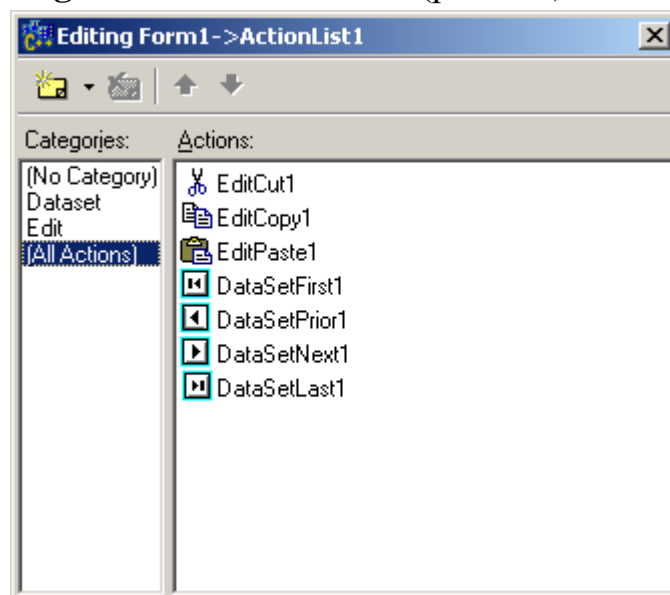 Editing Form1->ActionList1
Categories:
Actions:
(No Category)
Dataset
Edit
(All Actions)
EditCut1
EditCopy1
EditPaste1
DataSetFirst1
DataSetPrior1
DataSetNext1
DataSetLast1